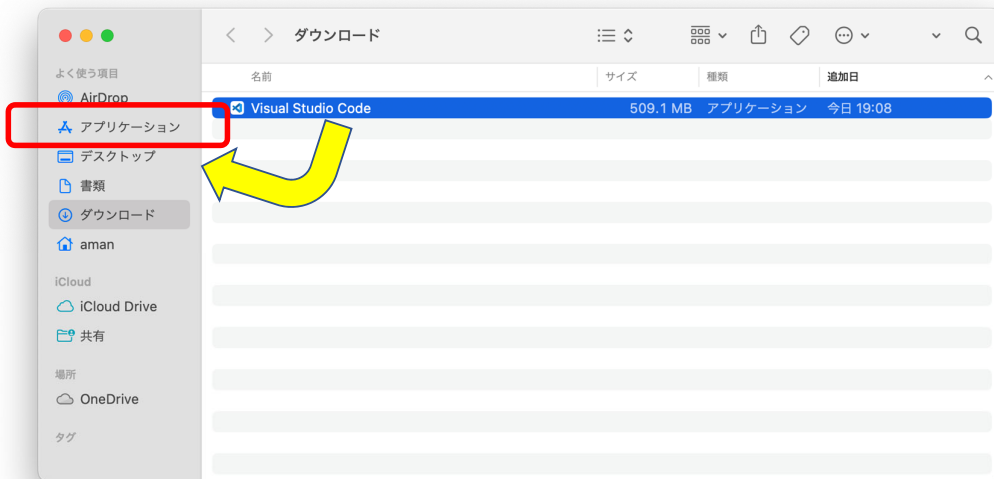 ダウンロード
よく使う項目
名前 サイズ 種類 追加日
AirDrop
Visual Studio Code 509.1 MB アプリケーション 今日 19:08
アプリケーション
デスクトップ
書類
ダウンロード
aman
iCloud
iCloud Drive
共有
場所
OneDrive
タグ